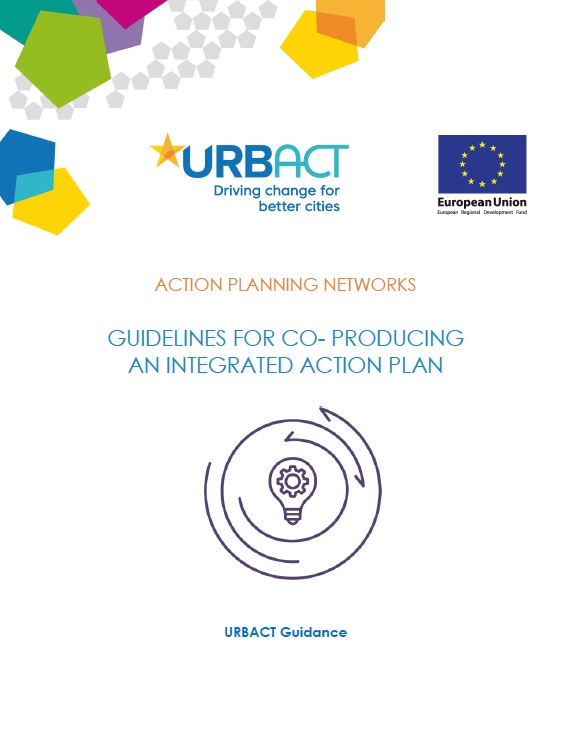 URBACT
Driving change for
better cities
European Union
European Regional Development Fund
ACTION PLANNING NETWORKS
GUIDELINES FOR CO- PRODUCING
AN INTEGRATED ACTION PLAN
URBACT Guidance